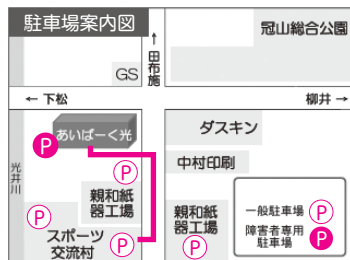 駐車場案内図
↑
田布施
冠山総合公園
GS
← 下松
柳井 →
あいぱーく光
P
ダスキン
光井川
P
中村印刷
親和紙
器工場
P
スポーツ
交流村
P
親和紙
器工場
P
一般駐車場 P
障害者専用
駐車場 P